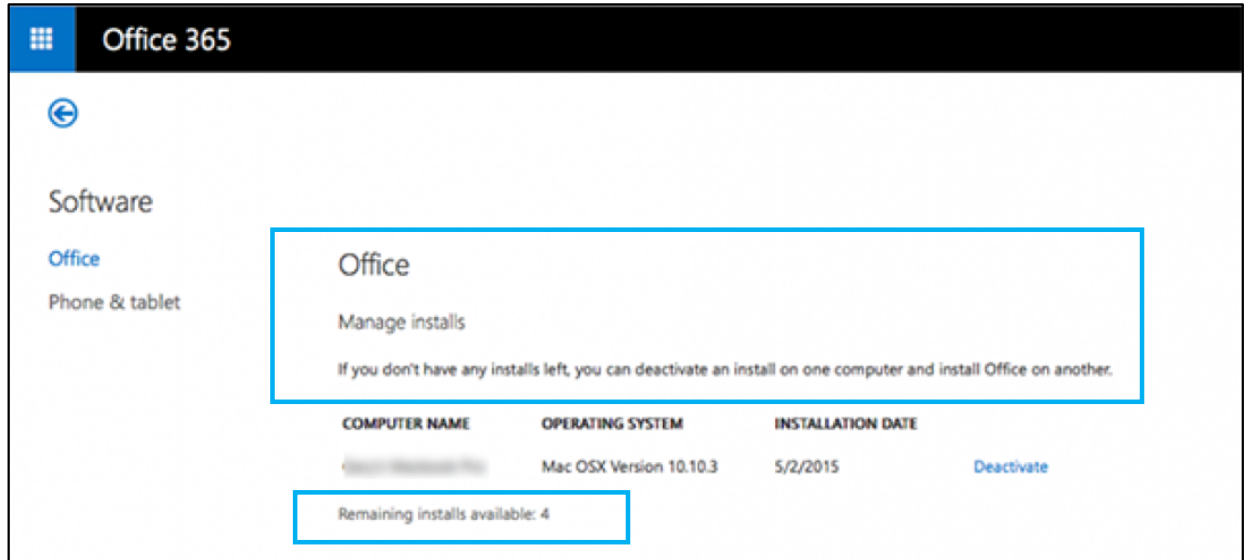 Office 365
Software
Office
Phone & tablet
Office
Manage installs
If you don't have any installs left, you can deactivate an install on one computer and install Office on another.
COMPUTER NAME OPERATING SYSTEM INSTALLATION DATE
Mac OSX Version 10.10.3 5/2/2015 Deactivate
Remaining installs available: 4